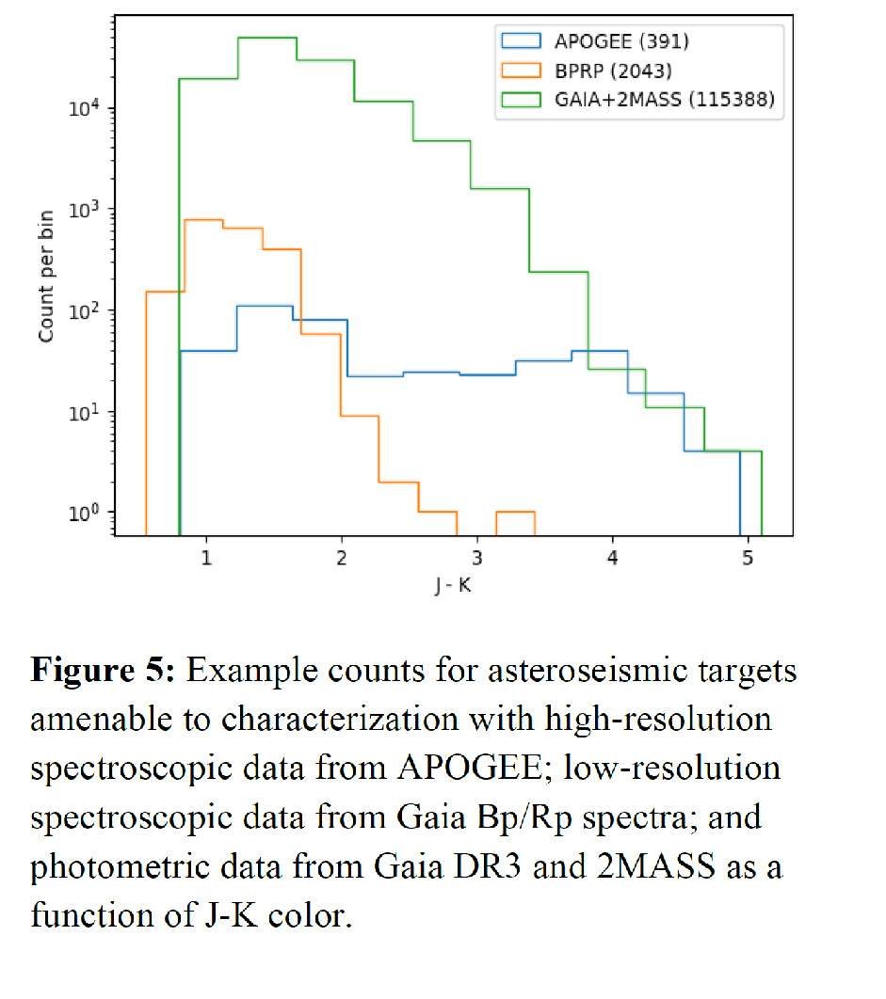 APOGEE (391)
BPRP (2043)
GAIA+2MASS (115388)
Count per bin
10⁴
10³
10²
10¹
10⁰
1 2 3 4 5
J - K
Figure 5: Example counts for asteroseismic targets
amenable to characterization with high-resolution
spectroscopic data from APOGEE; low-resolution
spectroscopic data from Gaia Bp/Rp spectra; and
photometric data from Gaia DR3 and 2MASS as a
function of J-K color.